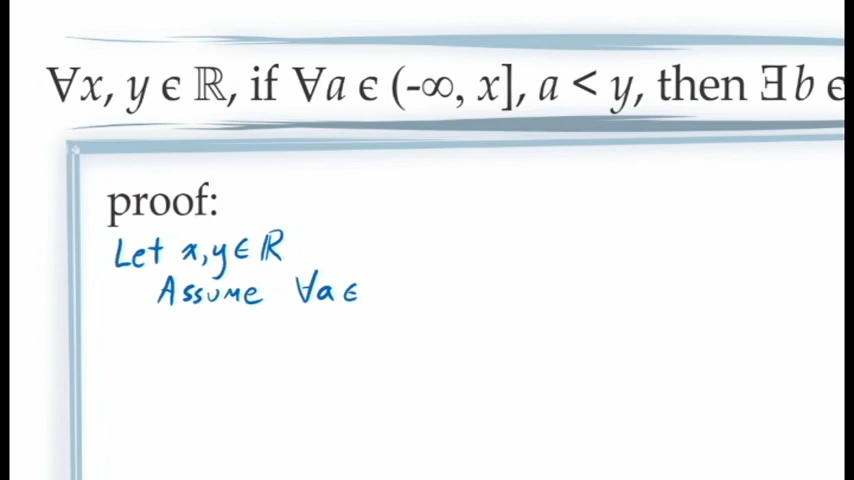 ∀x, y ϵ ℝ, if ∀a ϵ (-∞, x], a < y, then ∃b ϵ
proof:
Let x, y ϵ ℝ
Assume ∀a ϵ